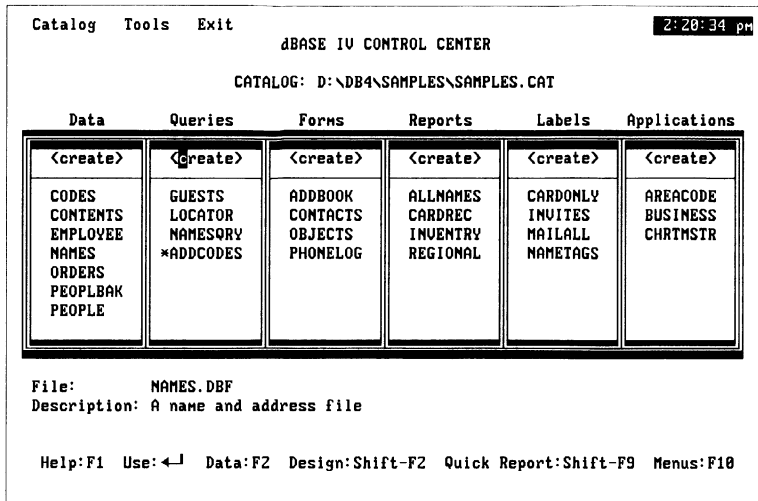 Catalog Tools Exit 2:20:34 pm
dBASE IV CONTROL CENTER
CATALOG: D:\DB4\SAMPLES\SAMPLES.CAT
Data Queries Forms Reports Labels Applications
<create> <create> <create> <create> <create> <create>
CODES GUESTS ADDBOOK ALLNAMES CARDONLY AREACODE
CONTENTS LOCATOR CONTACTS CARDREC INVITES BUSINESS
EMPLOYEE NAMESQRY OBJECTS INVENTRY MAILALL CHRTMSTR
NAMES *ADDCODES PHONELOG REGIONAL NAMETAGS
ORDERS
PEOPLBAK
PEOPLE
File: NAMES.DBF
Description: A name and address file
Help:F1 Use:↵ Data:F2 Design:Shift-F2 Quick Report:Shift-F9 Menus:F10